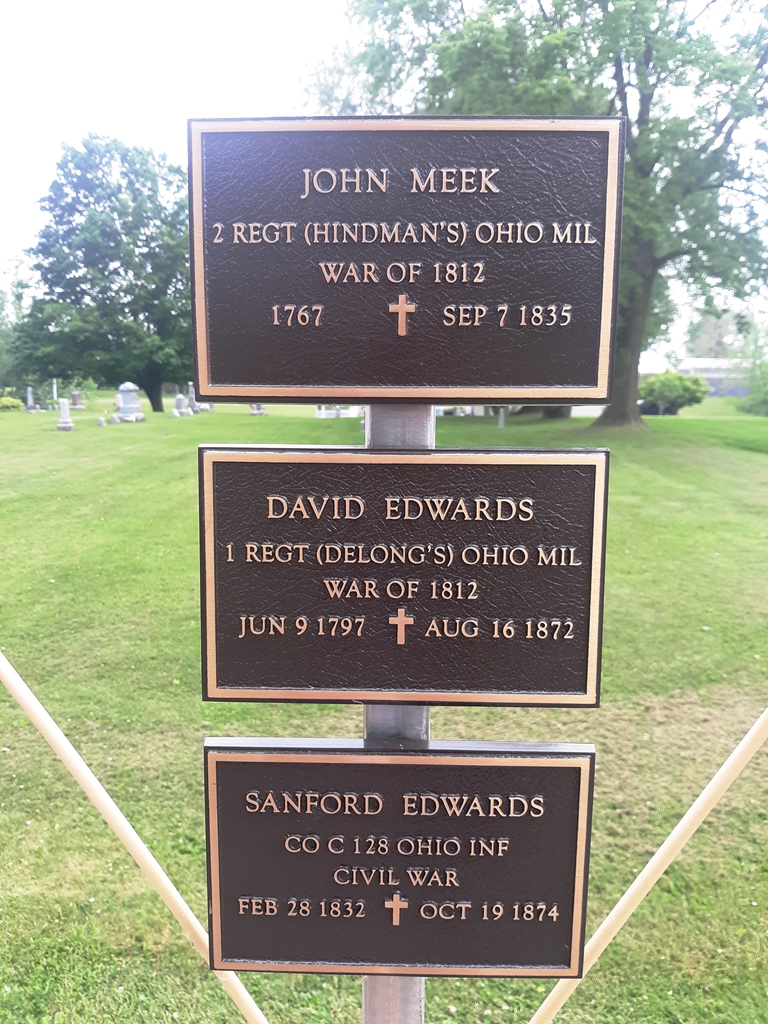 JOHN MEEK
2 REGT (HINDMAN'S) OHIO MIL
WAR OF 1812
1767 SEP 7 1835
DAVID EDWARDS
1 REGT (DELONG'S) OHIO MIL
WAR OF 1812
JUN 9 1797 AUG 16 1872
SANFORD EDWARDS
CO C 128 OHIO INF
CIVIL WAR
FEB 28 1832 OCT 19 1874